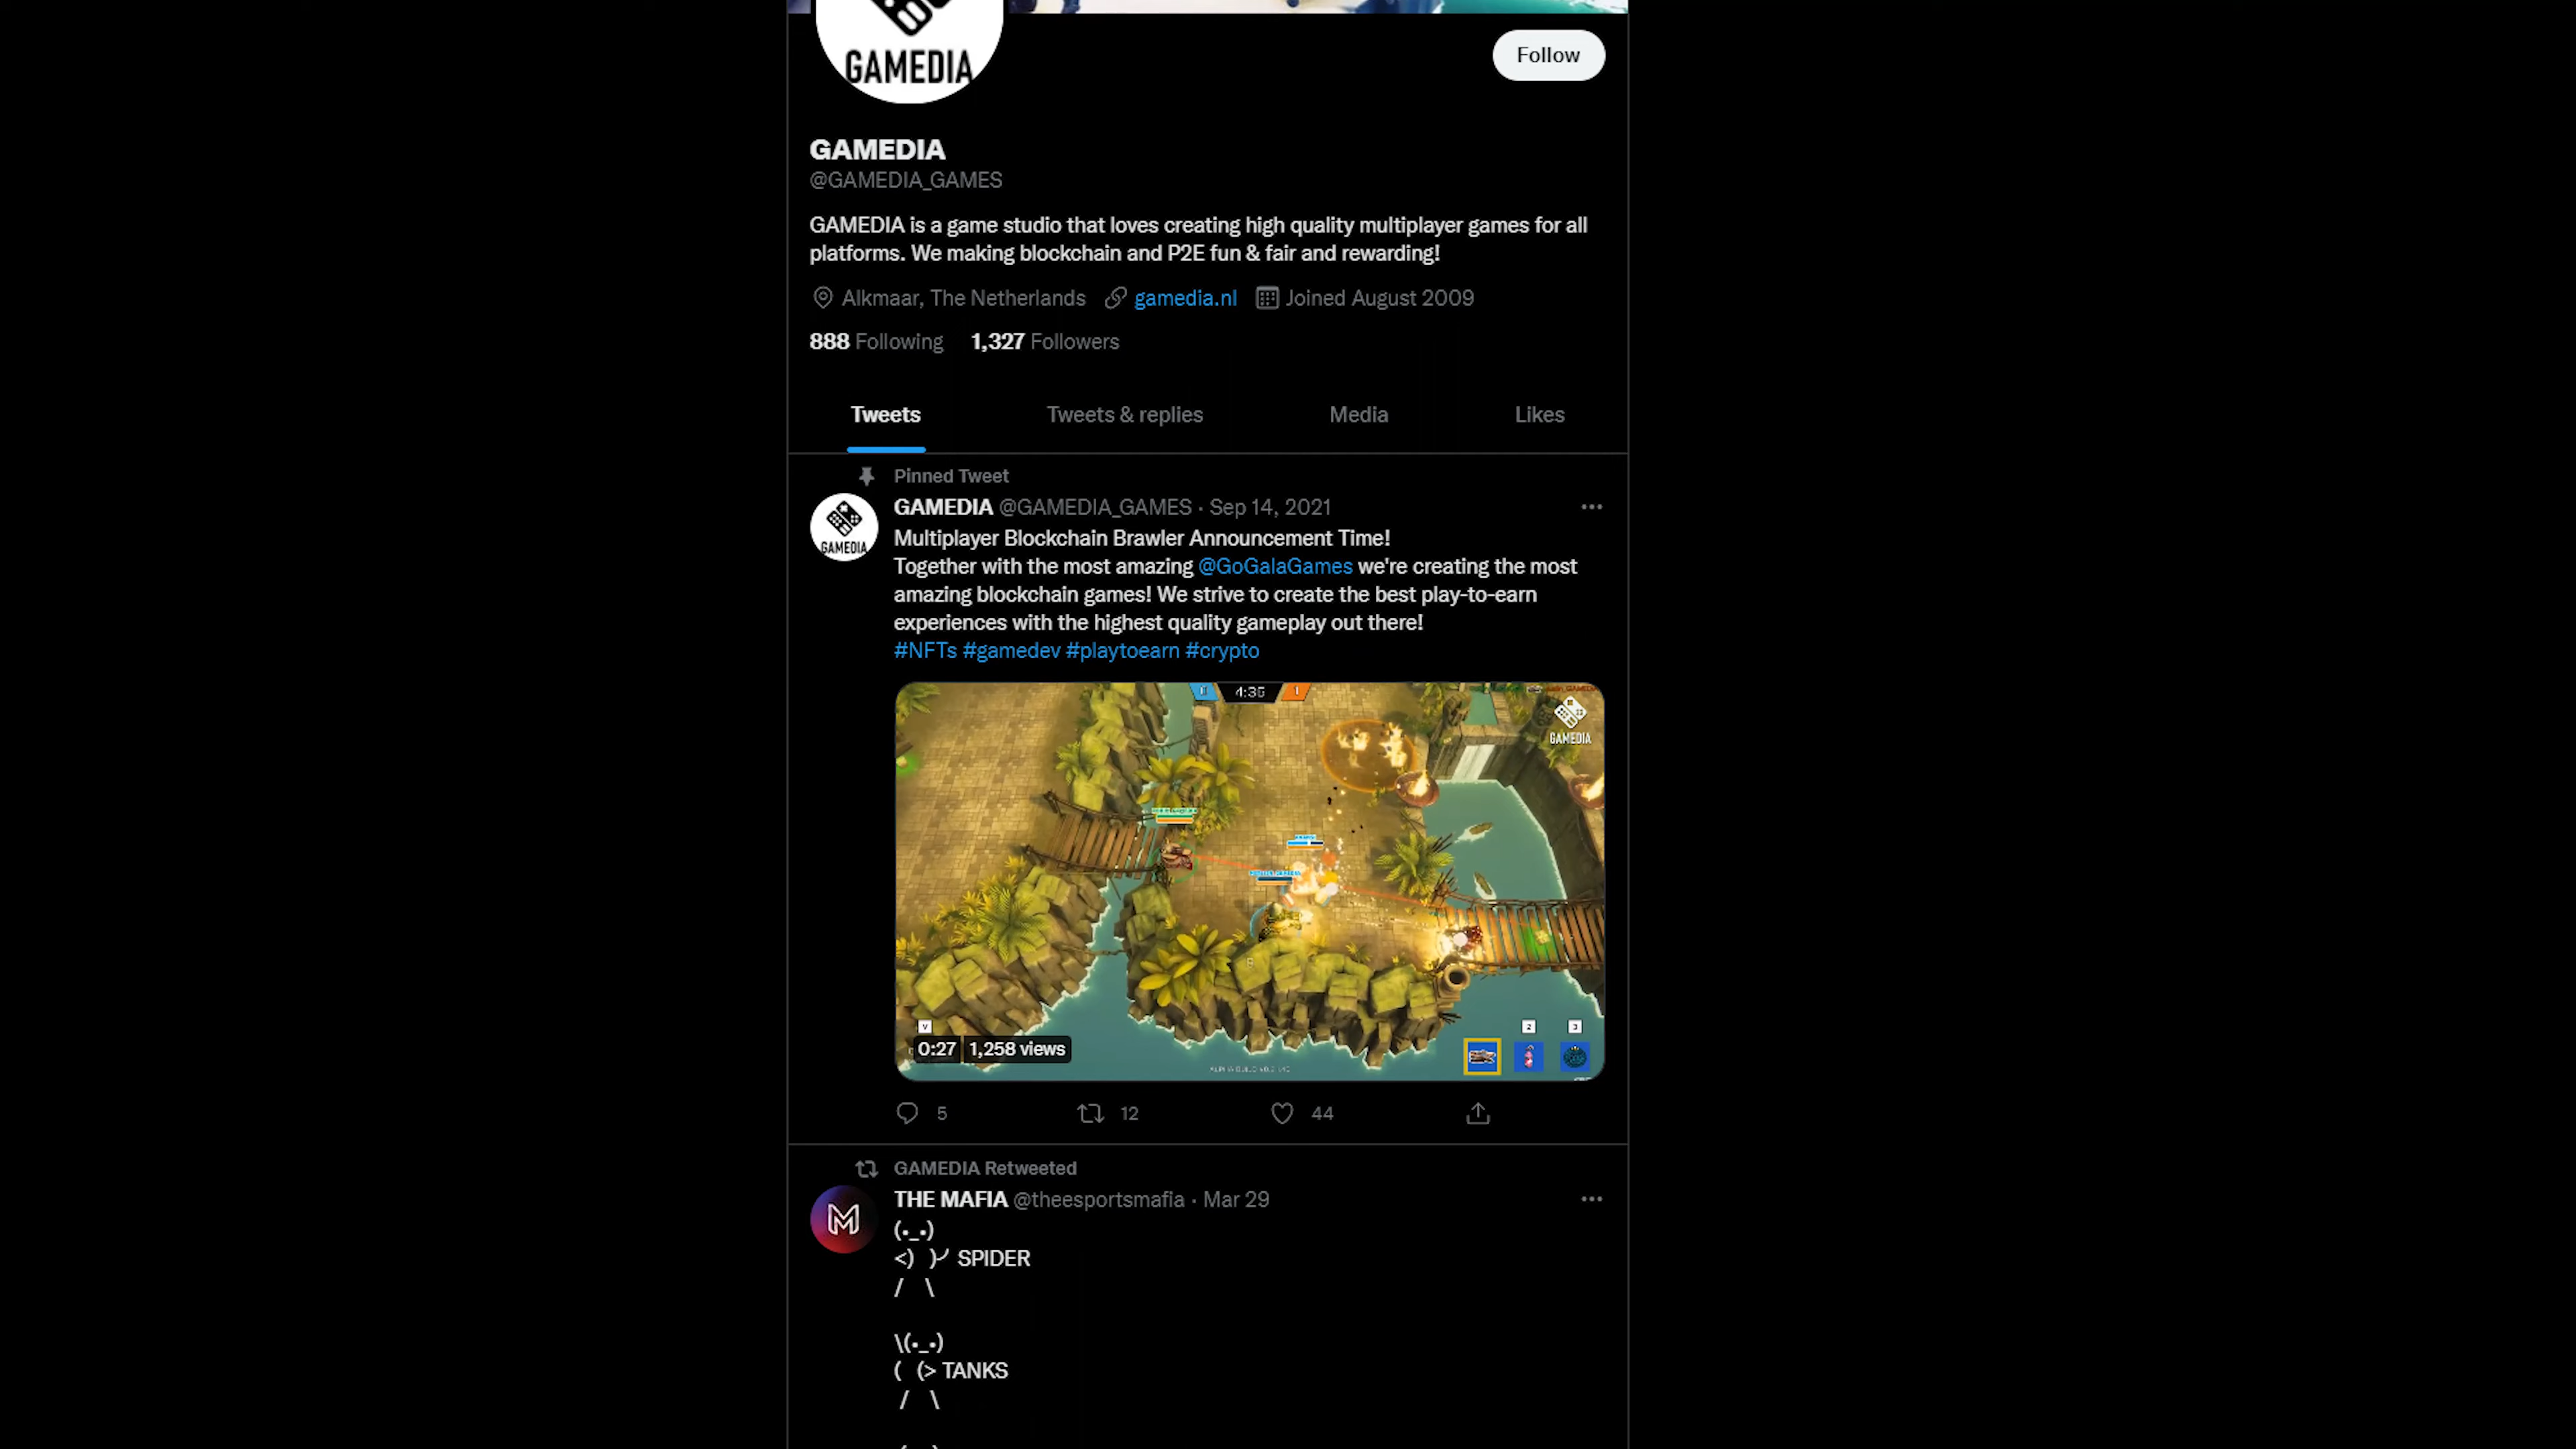 GAMEDIA
Follow
GAMEDIA
@GAMEDIA_GAMES
GAMEDIA is a game studio that loves creating high quality multiplayer games for all
platforms. We making blockchain and P2E fun & fair and rewarding!
Alkmaar, The Netherlands gamedia.nl Joined August 2009
888 Following 1,327 Followers
Tweets Tweets & replies Media Likes
Pinned Tweet
GAMEDIA @GAMEDIA_GAMES · Sep 14, 2021
GAMEDIA
Multiplayer Blockchain Brawler Announcement Time!
Together with the most amazing @GoGalaGames we're creating the most
amazing blockchain games! We strive to create the best play-to-earn
experiences with the highest quality gameplay out there!
#NFTs #gamedev #playtoearn #crypto
4:35
GAMEDIA
V
2 3
0:27 1,258 views
5 12 44
GAMEDIA Retweeted
THE MAFIA @theesportsmafia · Mar 29
M
(•_•)
<) )╯ SPIDER
/ \
\(•_•)
( (> TANKS
/ \